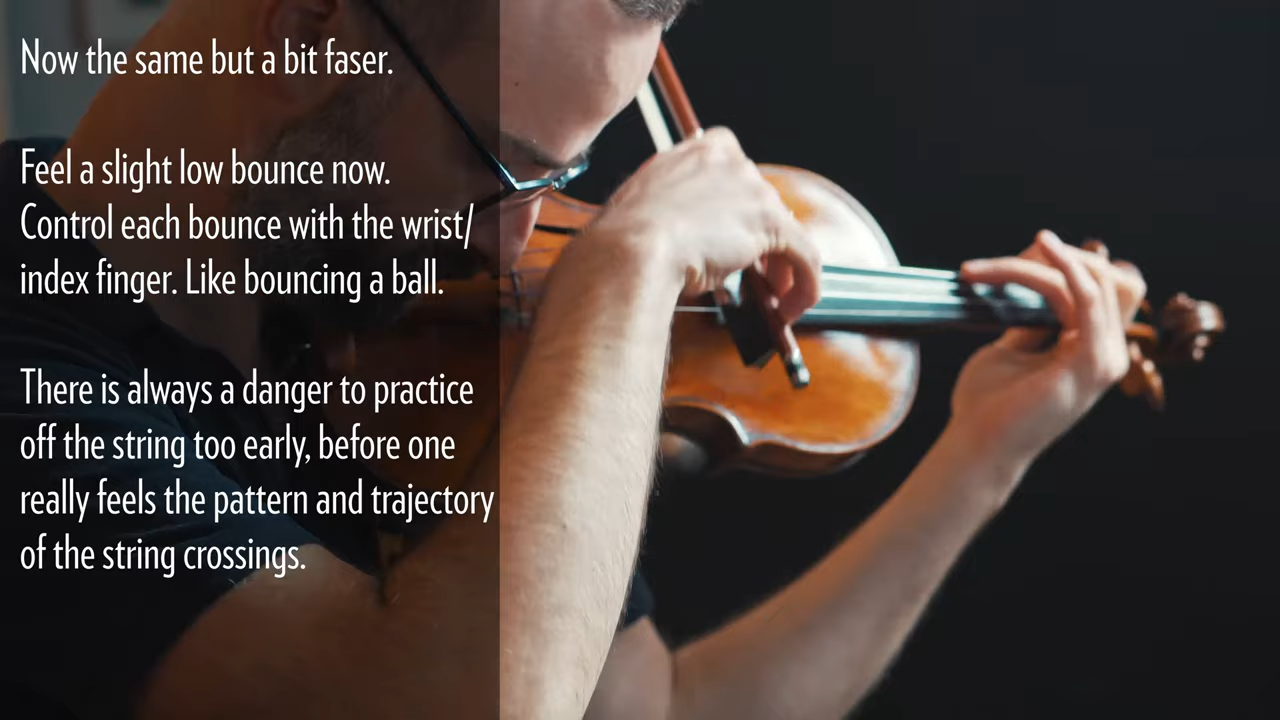 Now the same but a bit faser.
Feel a slight low bounce now.
Control each bounce with the wrist/
index finger. Like bouncing a ball.
There is always a danger to practice
off the string too early, before one
really feels the pattern and trajectory
of the string crossings.